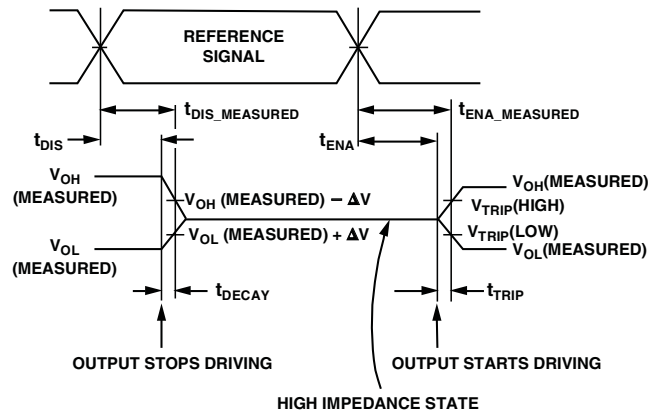 REFERENCE
SIGNAL
tDIS_MEASURED
tENA_MEASURED
tDIS
tENA
VOH
(MEASURED)
VOH (MEASURED) − ΔV
VOH(MEASURED)
VTRIP(HIGH)
VOL
(MEASURED)
VOL (MEASURED) + ΔV
VTRIP(LOW)
VOL(MEASURED)
tDECAY
tTRIP
OUTPUT STOPS DRIVING
OUTPUT STARTS DRIVING
HIGH IMPEDANCE STATE